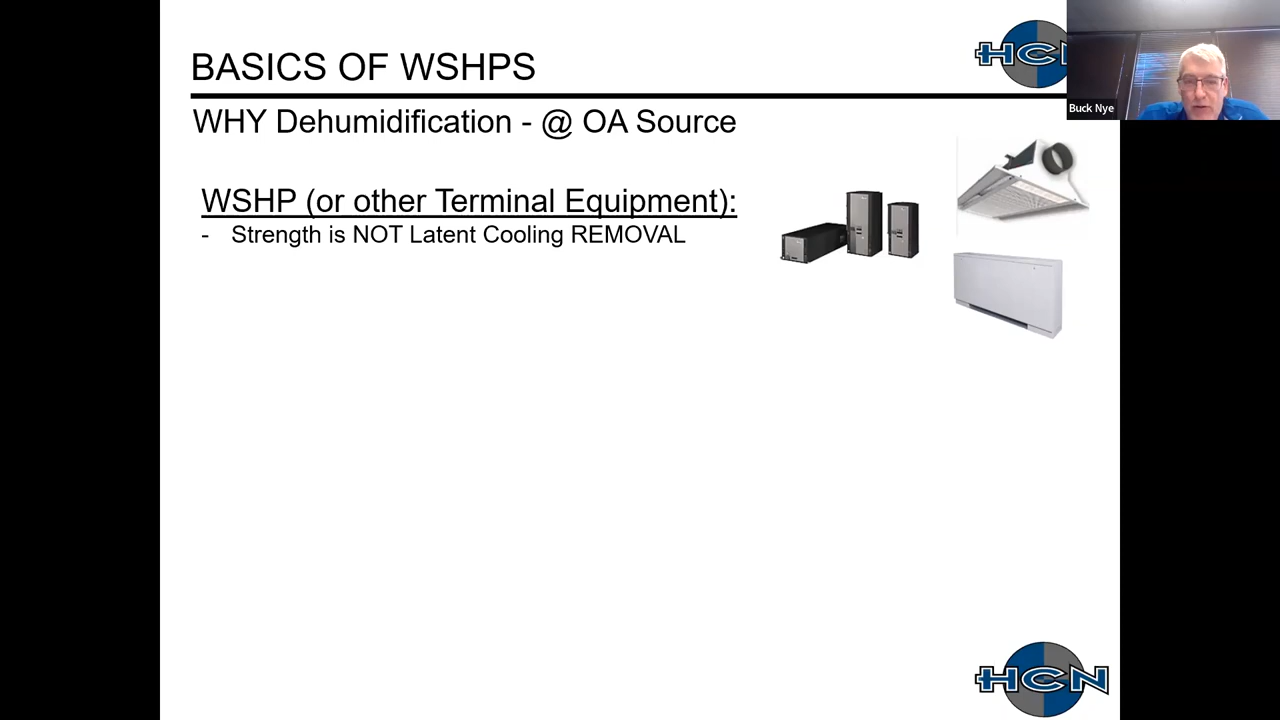 BASICS OF WSHPS
HCN
Buck Nye
WHY Dehumidification - @ OA Source
WSHP (or other Terminal Equipment):
- Strength is NOT Latent Cooling REMOVAL
HCN